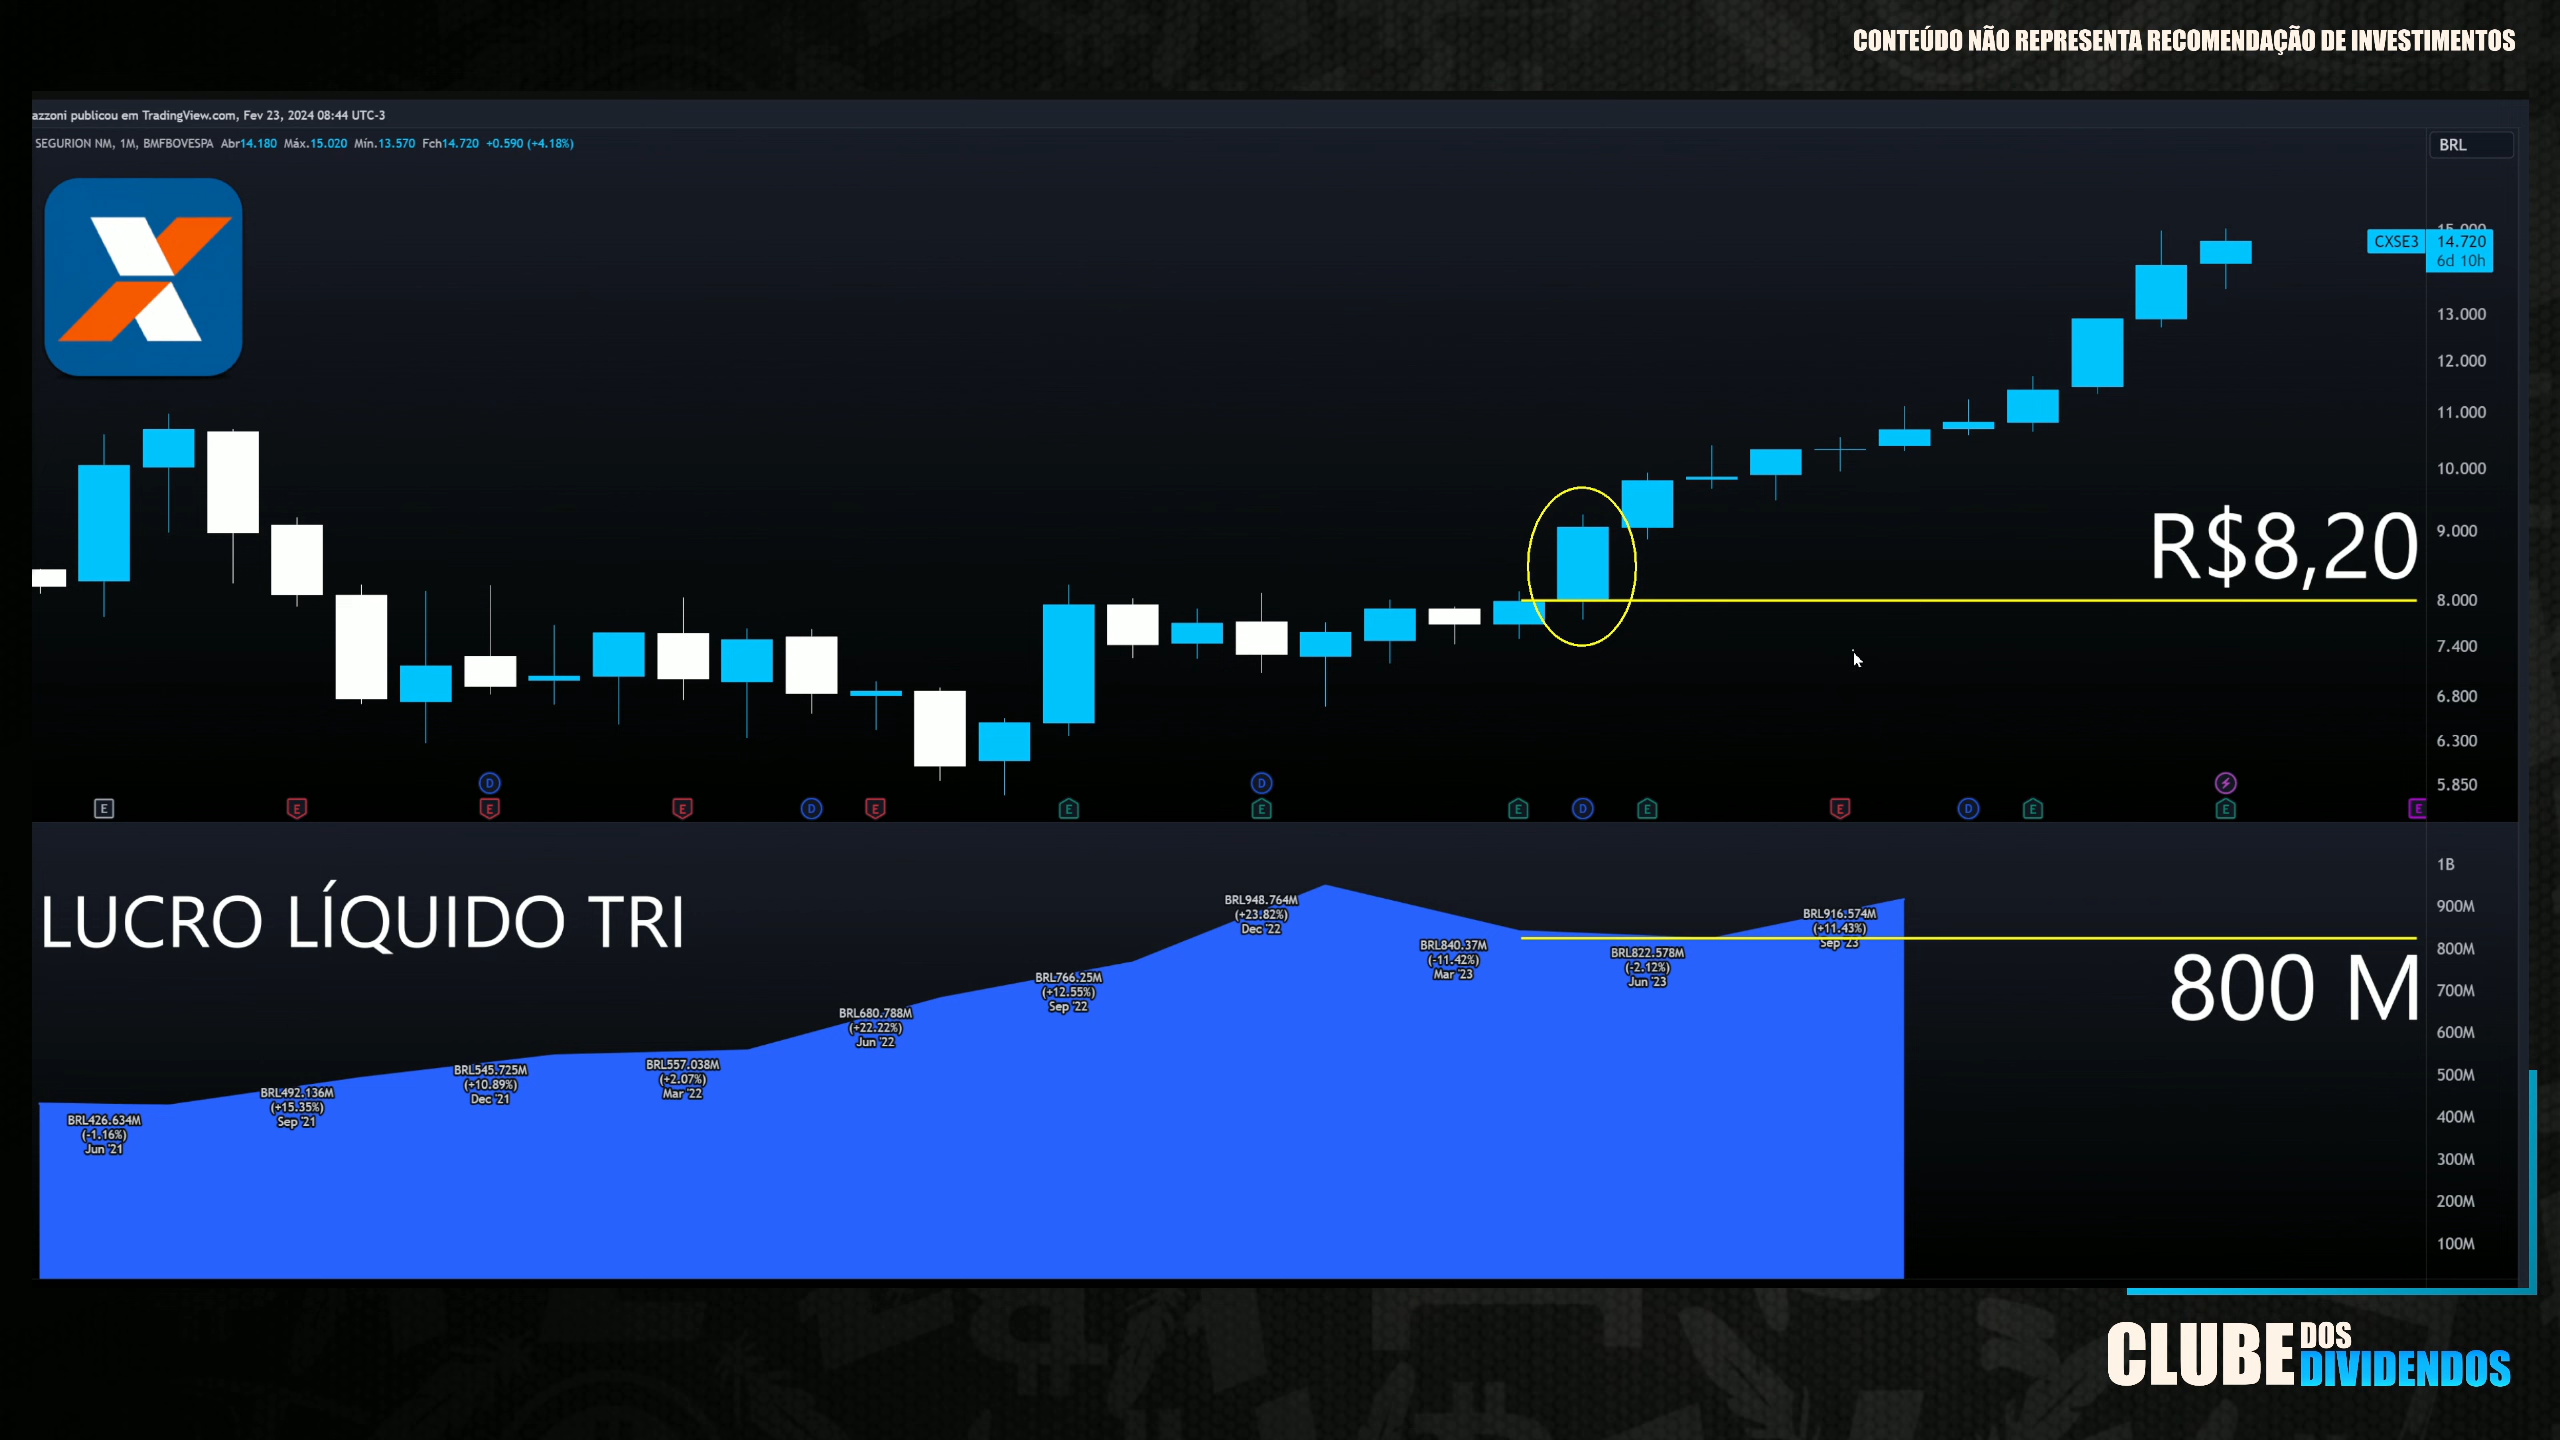 CONTEÚDO NÃO REPRESENTA RECOMENDAÇÃO DE INVESTIMENTOS
azzoni publicou em TradingView.com, Fev 23, 2024 08:44 UTC-3
SEGURION NM, 1M, BMFBOVESPA Abr14.180 Máx.15.020 Mín.13.570 Fch14.720 +0.590 (+4.18%)
BRL
15.000
CXSE3 14.720
6d 10h
13.000
12.000
11.000
10.000
9.000
R$8,20
8.000
7.400
6.800
6.300
5.850
D D
E E E E D E E E E D E E D E E E
LUCRO LÍQUIDO TRI
1B
900M
800M
700M
600M
500M
400M
300M
200M
100M
800 M
BRL426.634M
(-1.16%)
Jun '21
BRL492.136M
(+15.35%)
Sep '21
BRL545.725M
(+10.89%)
Dec '21
BRL557.038M
(+2.07%)
Mar '22
BRL680.788M
(+22.22%)
Jun '22
BRL766.25M
(+12.55%)
Sep '22
BRL948.764M
(+23.82%)
Dec '22
BRL840.37M
(-11.42%)
Mar '23
BRL822.578M
(-2.12%)
Jun '23
BRL916.574M
(+11.43%)
Sep '23
CLUBE DOS
DIVIDENDOS